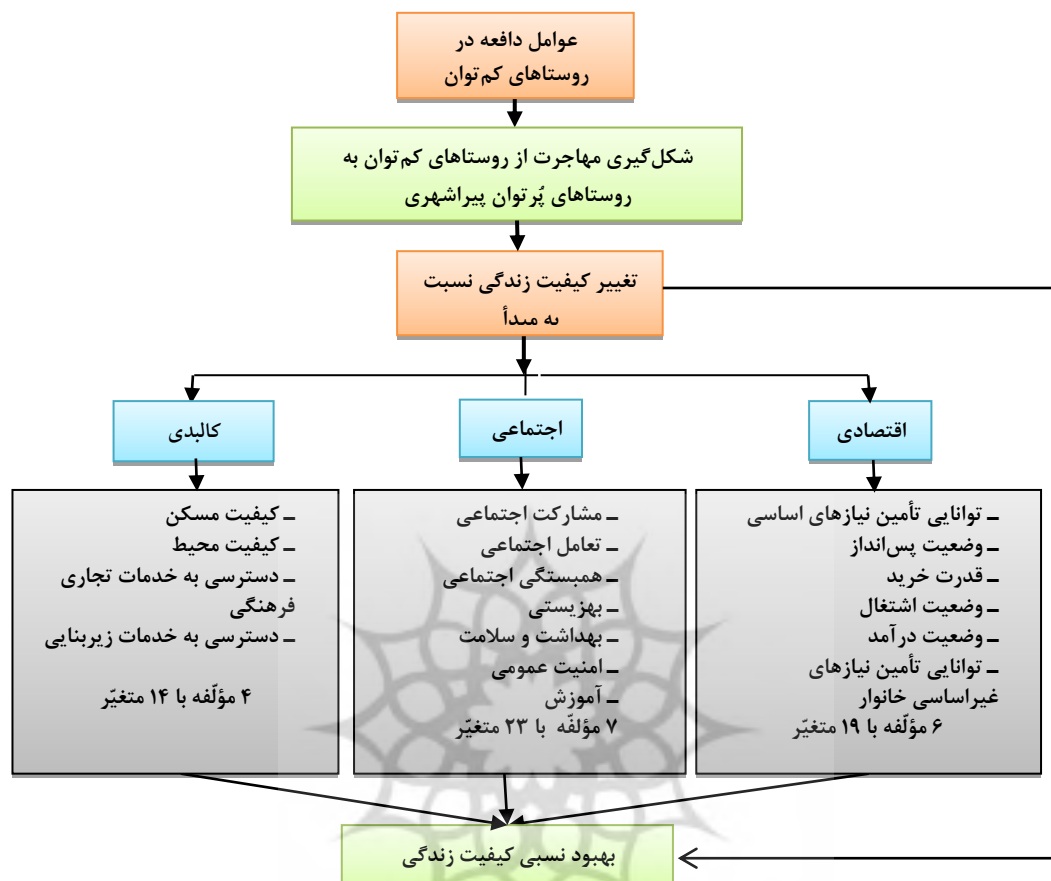 عوامل دافعه در
روستاهای کم‌توان
شکل‌گیری مهاجرت از روستاهای کم‌توان به
روستاهای پُرتوان پیراشهری
تغییر کیفیت زندگی نسبت
به مبدأ
اقتصادی
اجتماعی
کالبدی
ـ توانایی تأمین نیازهای اساسی
ـ وضعیت پس‌انداز
ـ قدرت خرید
ـ وضعیت اشتغال
ـ وضعیت درآمد
ـ توانایی تأمین نیازهای
غیراساسی خانوار
۶ مؤلّفه با ۱۹ متغیّر
ـ مشارکت اجتماعی
ـ تعامل اجتماعی
ـ همبستگی اجتماعی
ـ بهزیستی
ـ بهداشت و سلامت
ـ امنیت عمومی
ـ آموزش
۷ مؤلّفه با ۲۳ متغیّر
ـ کیفیت مسکن
ـ کیفیت محیط
ـ دسترسی به خدمات تجاری
فرهنگی
ـ دسترسی به خدمات زیربنایی
۴ مؤلّفه با ۱۴ متغیّر
بهبود نسبی کیفیت زندگی